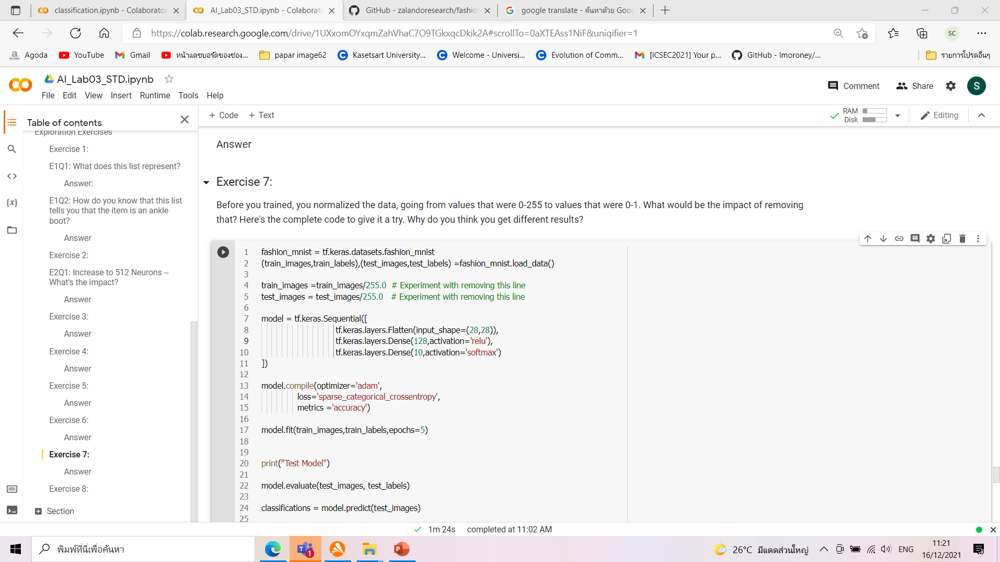 classification.ipynb - Colaborator
AI_Lab03_STD.ipynb - Colaborato
GitHub - zalandoresearch/fashio
google translate - ค้นหาด้วย Goog
https://colab.research.google.com/drive/1UXxomOYxqmZahVhaC7O9TGkxqcDkik2A#scrollTo=0aXTEAss1NiF&uniqifier=1
SC
Agoda
YouTube
Gmail
หน้าแดชบอร์ดของช่อง...
papar image62
Kasetsart University...
Welcome - Universi...
Evolution of Comm...
[ICSEC2021] Your p...
GitHub - lmoroney/...
รายการโปรดอื่นๆ
AI_Lab03_STD.ipynb
File Edit View Insert Runtime Tools Help
Comment
Share
S
Table of contents
+ Code + Text
RAM
Disk
Editing
Exploration Exercises
Exercise 1:
E1Q1: What does this list represent?
Answer:
E1Q2: How do you know that this list
tells you that the item is an ankle
boot?
Answer
Exercise 2:
E2Q1: Increase to 512 Neurons --
What's the impact?
Answer
Exercise 3:
Answer
Exercise 4:
Answer
Exercise 5:
Answer
Exercise 6:
Answer
Exercise 7:
Answer
Exercise 8:
Section
Answer
Exercise 7:
Before you trained, you normalized the data, going from values that were 0-255 to values that were 0-1. What would be the impact of removing
that? Here's the complete code to give it a try. Why do you think you get different results?
1 fashion_mnist = tf.keras.datasets.fashion_mnist
2 (train_images,train_labels),(test_images,test_labels) =fashion_mnist.load_data()
3
4 train_images =train_images/255.0  # Experiment with removing this line
5 test_images = test_images/255.0   # Experiment with removing this line
6
7 model = tf.keras.Sequential([
8 tf.keras.layers.Flatten(input_shape=(28,28)),
9 tf.keras.layers.Dense(128,activation='relu'),
10 tf.keras.layers.Dense(10,activation='softmax')
11 ])
12
13 model.compile(optimizer='adam',
14 loss='sparse_categorical_crossentropy',
15 metrics ='accuracy')
16
17 model.fit(train_images,train_labels,epochs=5)
18
19
20 print("Test Model")
21
22 model.evaluate(test_images, test_labels)
23
24 classifications = model.predict(test_images)
25
1m 24s completed at 11:02 AM
พิมพ์ที่นี่เพื่อค้นหา
1
26°C มีแดดส่วนใหญ่
ENG
11:21
16/12/2021